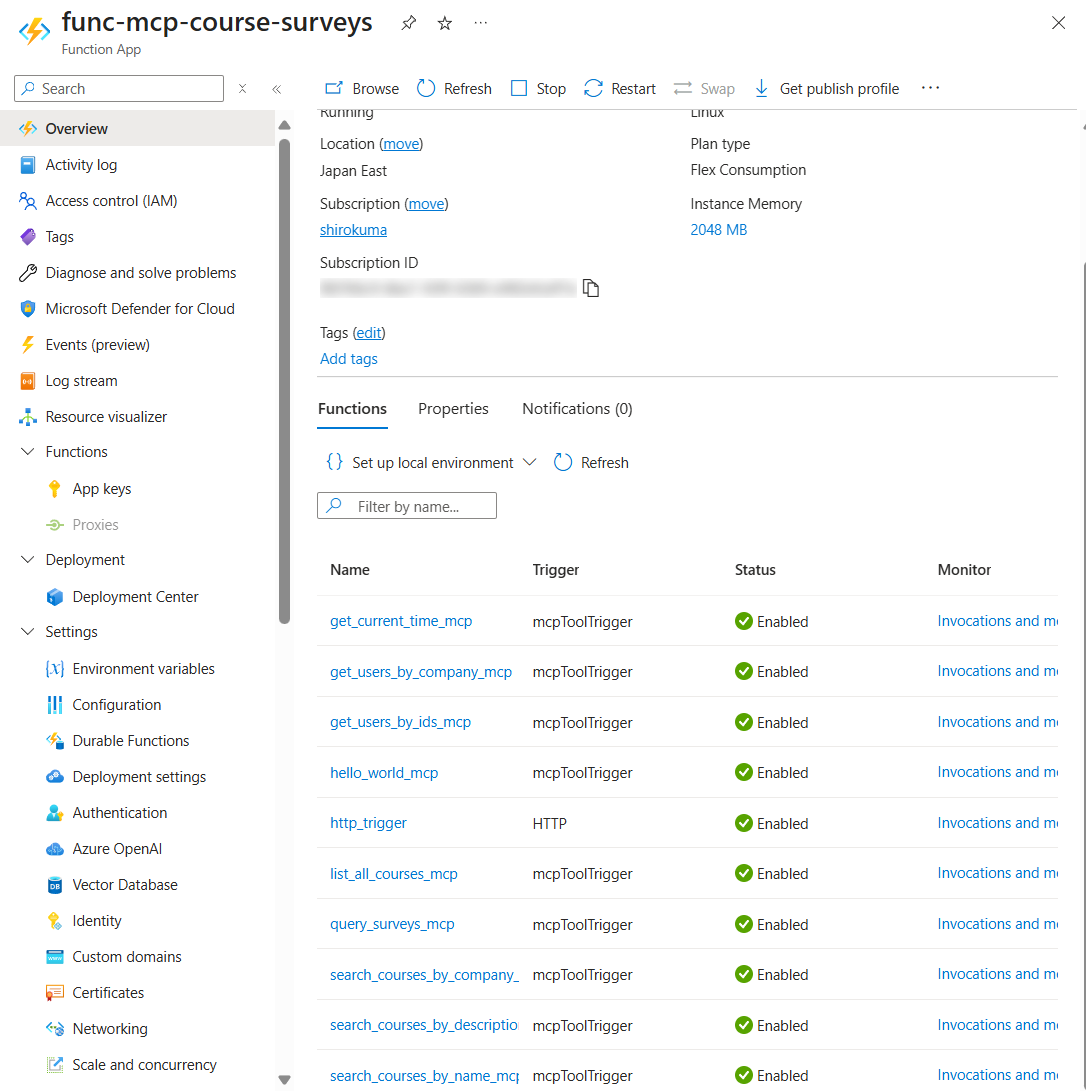 func-mcp-course-surveys
Function App
Search
Browse
Refresh
Stop
Restart
Swap
Get publish profile
Overview
Activity log
Access control (IAM)
Tags
Diagnose and solve problems
Microsoft Defender for Cloud
Events (preview)
Log stream
Resource visualizer
Functions
App keys
Proxies
Deployment
Deployment Center
Settings
Environment variables
Configuration
Durable Functions
Deployment settings
Authentication
Azure OpenAI
Vector Database
Identity
Custom domains
Certificates
Networking
Scale and concurrency
Running
Linux
Location (move)
Japan East
Plan type
Flex Consumption
Subscription (move)
shirokuma
Instance Memory
2048 MB
Subscription ID
Tags (edit)
Add tags
Functions Properties Notifications (0)
Set up local environment Refresh
Filter by name...
Name Trigger Status Monitor
get_current_time_mcp mcpToolTrigger Enabled Invocations and m
get_users_by_company_mcp mcpToolTrigger Enabled Invocations and m
get_users_by_ids_mcp mcpToolTrigger Enabled Invocations and m
hello_world_mcp mcpToolTrigger Enabled Invocations and m
http_trigger HTTP Enabled Invocations and m
list_all_courses_mcp mcpToolTrigger Enabled Invocations and m
query_surveys_mcp mcpToolTrigger Enabled Invocations and m
search_courses_by_company_ mcpToolTrigger Enabled Invocations and m
search_courses_by_descriptio mcpToolTrigger Enabled Invocations and m
search_courses_by_name_mcp mcpToolTrigger Enabled Invocations and m